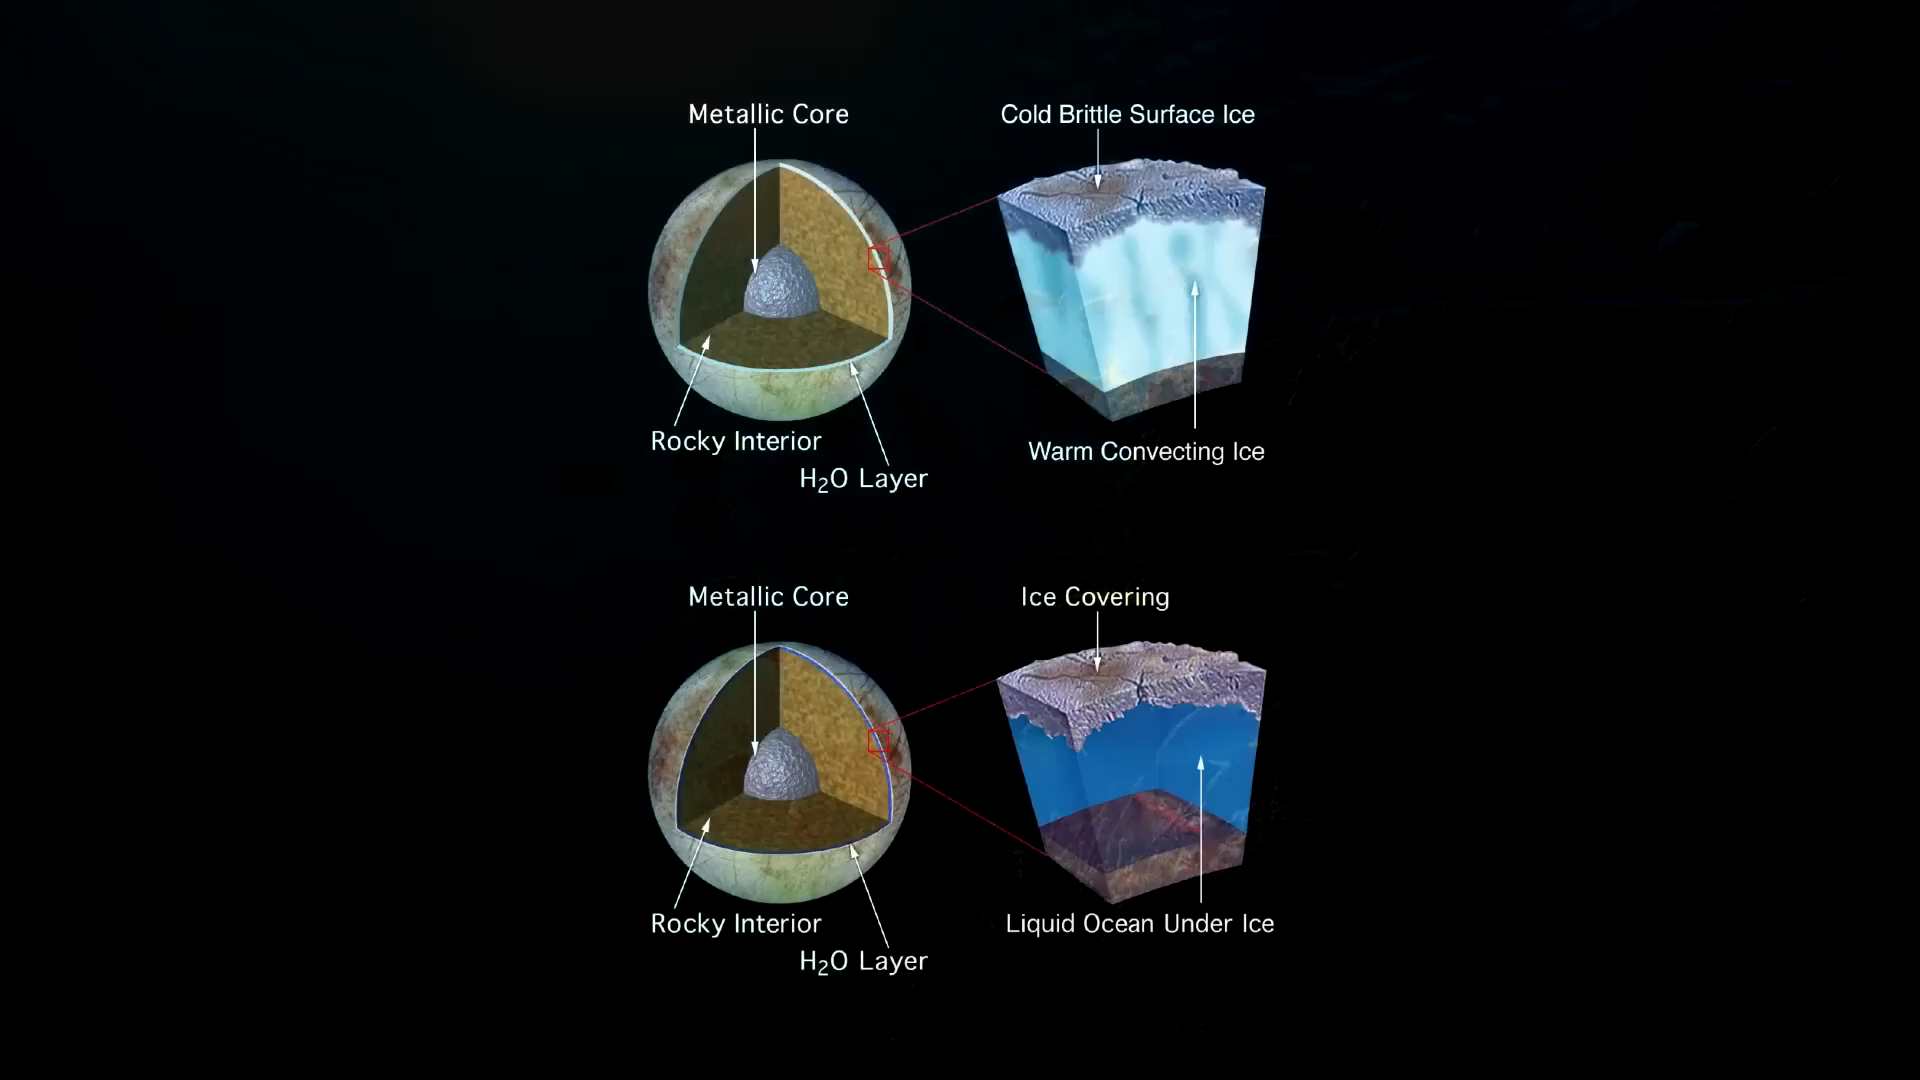 Metallic Core
Cold Brittle Surface Ice
Rocky Interior
H₂O Layer
Warm Convecting Ice
Metallic Core
Ice Covering
Rocky Interior
H₂O Layer
Liquid Ocean Under Ice